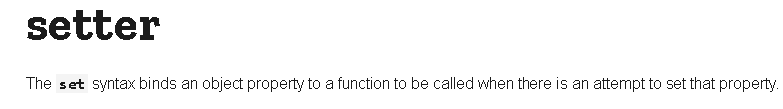 setter
The set syntax binds an object property to a function to be called when there is an attempt to set that property.